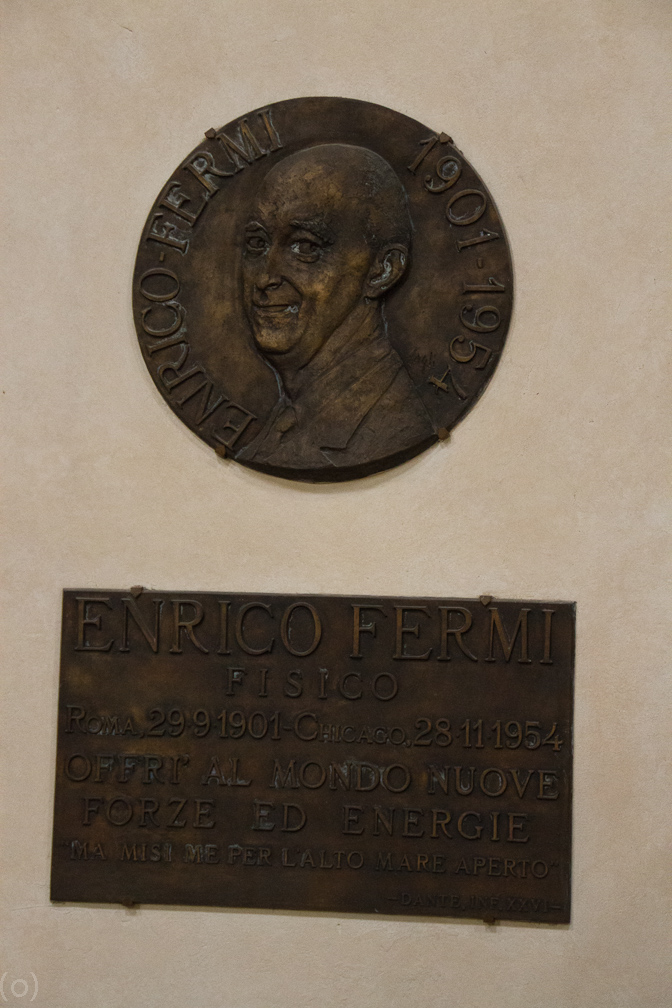 ENRICO-FERMI 1901-1954
ENRICO FERMI
FISICO
ROMA, 29·9·1901-CHICAGO, 28·11·1954
OFFRI' AL MONDO NUOVE
FORZE ED ENERGIE
"MA MISI ME PER L'ALTO MARE APERTO"
-DANTE, INF. XXVI-
(o)